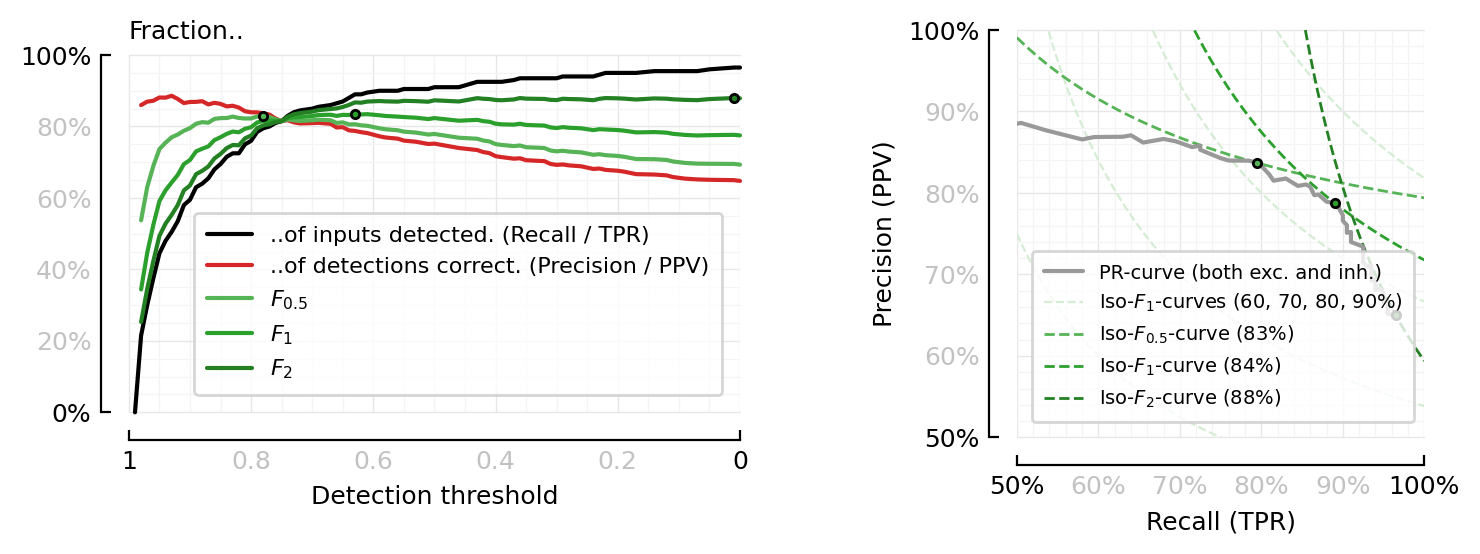 Fraction..
100%
80%
60%
40%
20%
0%
..of inputs detected. (Recall / TPR)
..of detections correct. (Precision / PPV)
F0.5
F1
F2
1 0.8 0.6 0.4 0.2 0
Detection threshold
100%
90%
80%
70%
60%
50%
Precision (PPV)
PR-curve (both exc. and inh.)
Iso-F1-curves (60, 70, 80, 90%)
Iso-F0.5-curve (83%)
Iso-F1-curve (84%)
Iso-F2-curve (88%)
50% 60% 70% 80% 90% 100%
Recall (TPR)